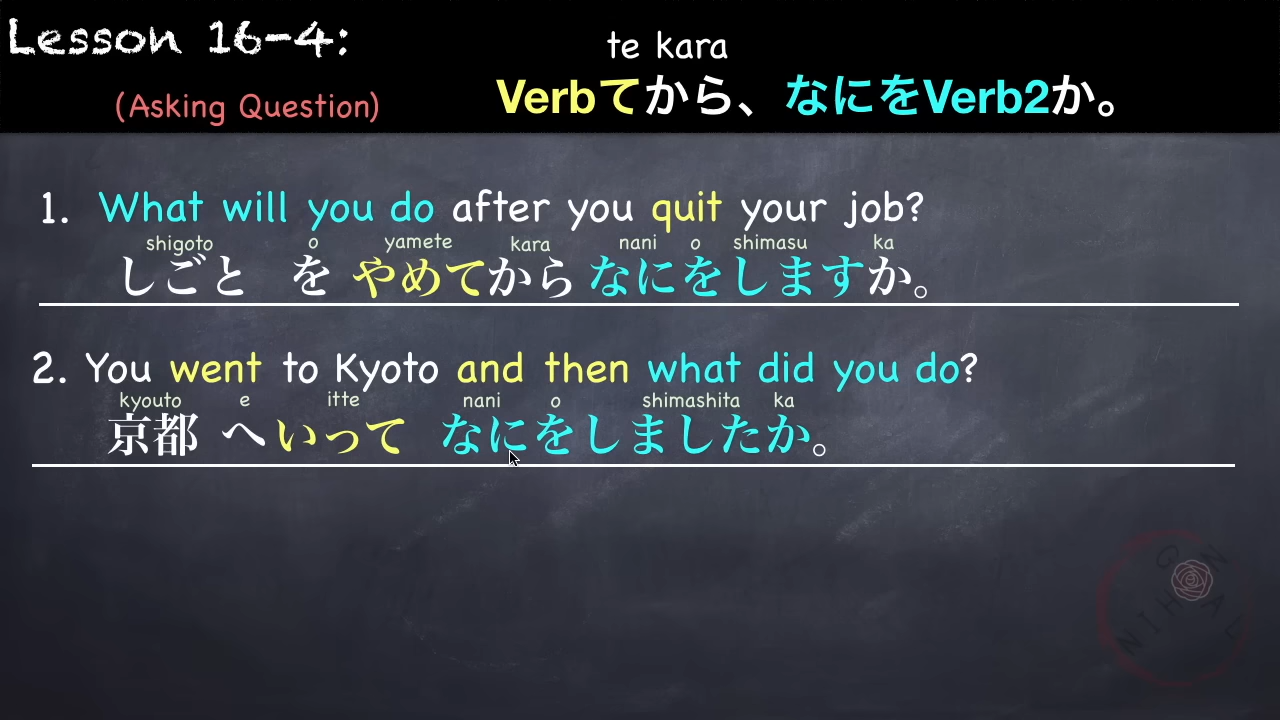 Lesson 16-4:
te kara
(Asking Question)
Verbてから、なにをVerb2か。
1. What will you do after you quit your job?
shigoto o yamete kara nani o shimasu ka
しごと を やめてから なにをしますか。
2. You went to Kyoto and then what did you do?
kyouto e itte nani o shimashita ka
京都 へ いって なにをしましたか。
NIHON GAL